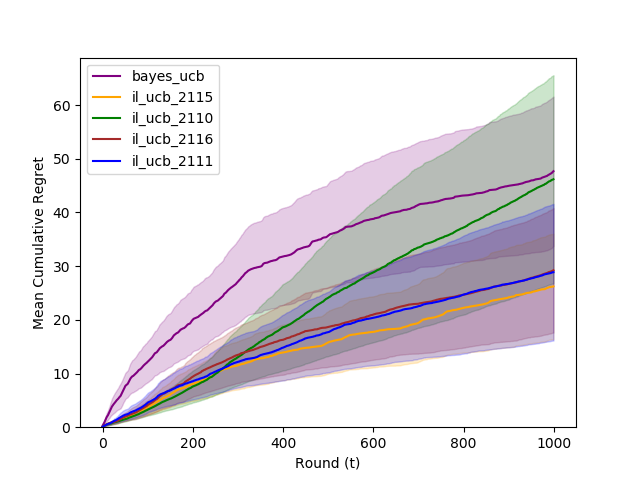 bayes_ucb
il_ucb_2115
il_ucb_2110
il_ucb_2116
il_ucb_2111
Mean Cumulative Regret
60
50
40
30
20
10
0
0 200 400 600 800 1000
Round (t)